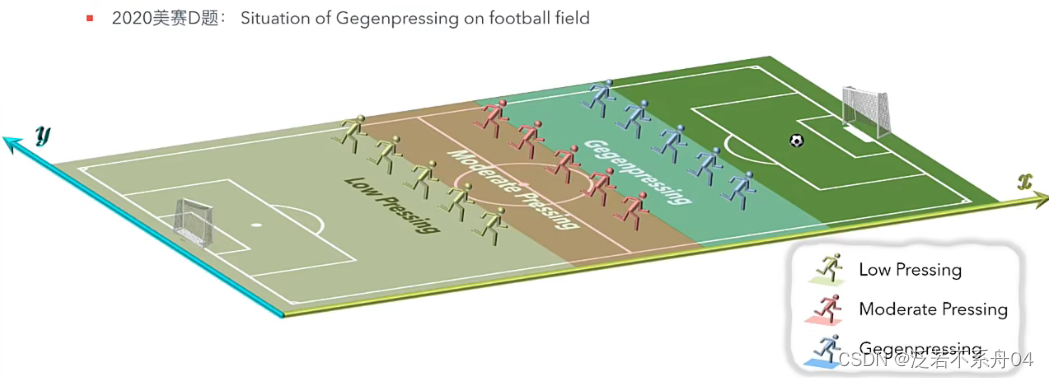 2020美赛D题： Situation of Gegenpressing on football field
y
Gegenpressing
Moderate Pressing
Low Pressing
x
Low Pressing
Moderate Pressing
Gegenpressing
CSDN @泛若不系舟04